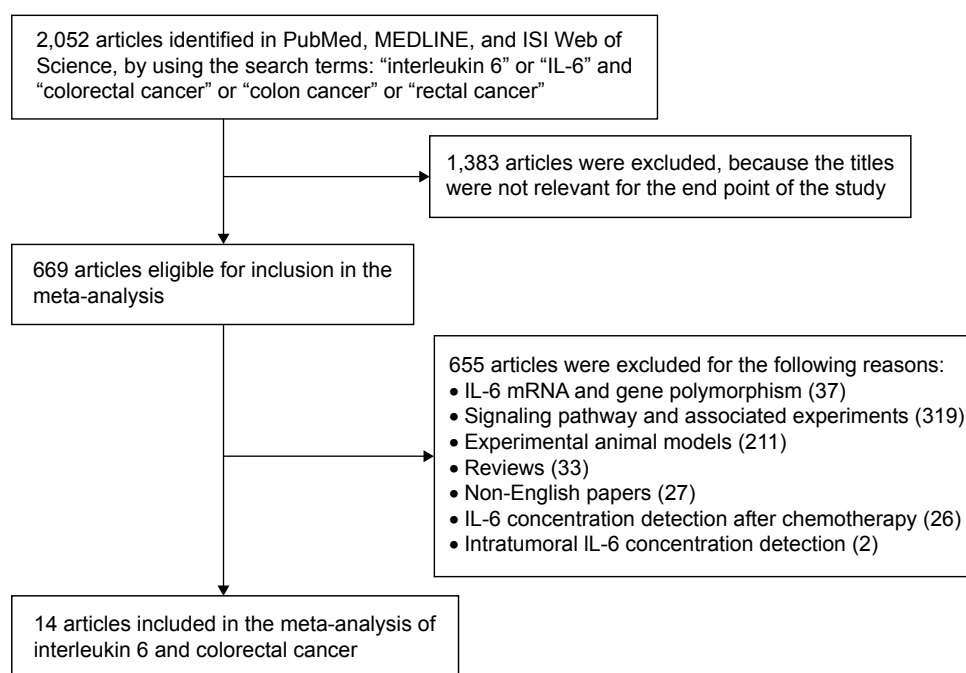 2,052 articles identified in PubMed, MEDLINE, and ISI Web of
Science, by using the search terms: “interleukin 6” or “IL-6” and
“colorectal cancer” or “colon cancer” or “rectal cancer”
1,383 articles were excluded, because the titles
were not relevant for the end point of the study
669 articles eligible for inclusion in the
meta-analysis
655 articles were excluded for the following reasons:
• IL-6 mRNA and gene polymorphism (37)
• Signaling pathway and associated experiments (319)
• Experimental animal models (211)
• Reviews (33)
• Non-English papers (27)
• IL-6 concentration detection after chemotherapy (26)
• Intratumoral IL-6 concentration detection (2)
14 articles included in the meta-analysis of
interleukin 6 and colorectal cancer